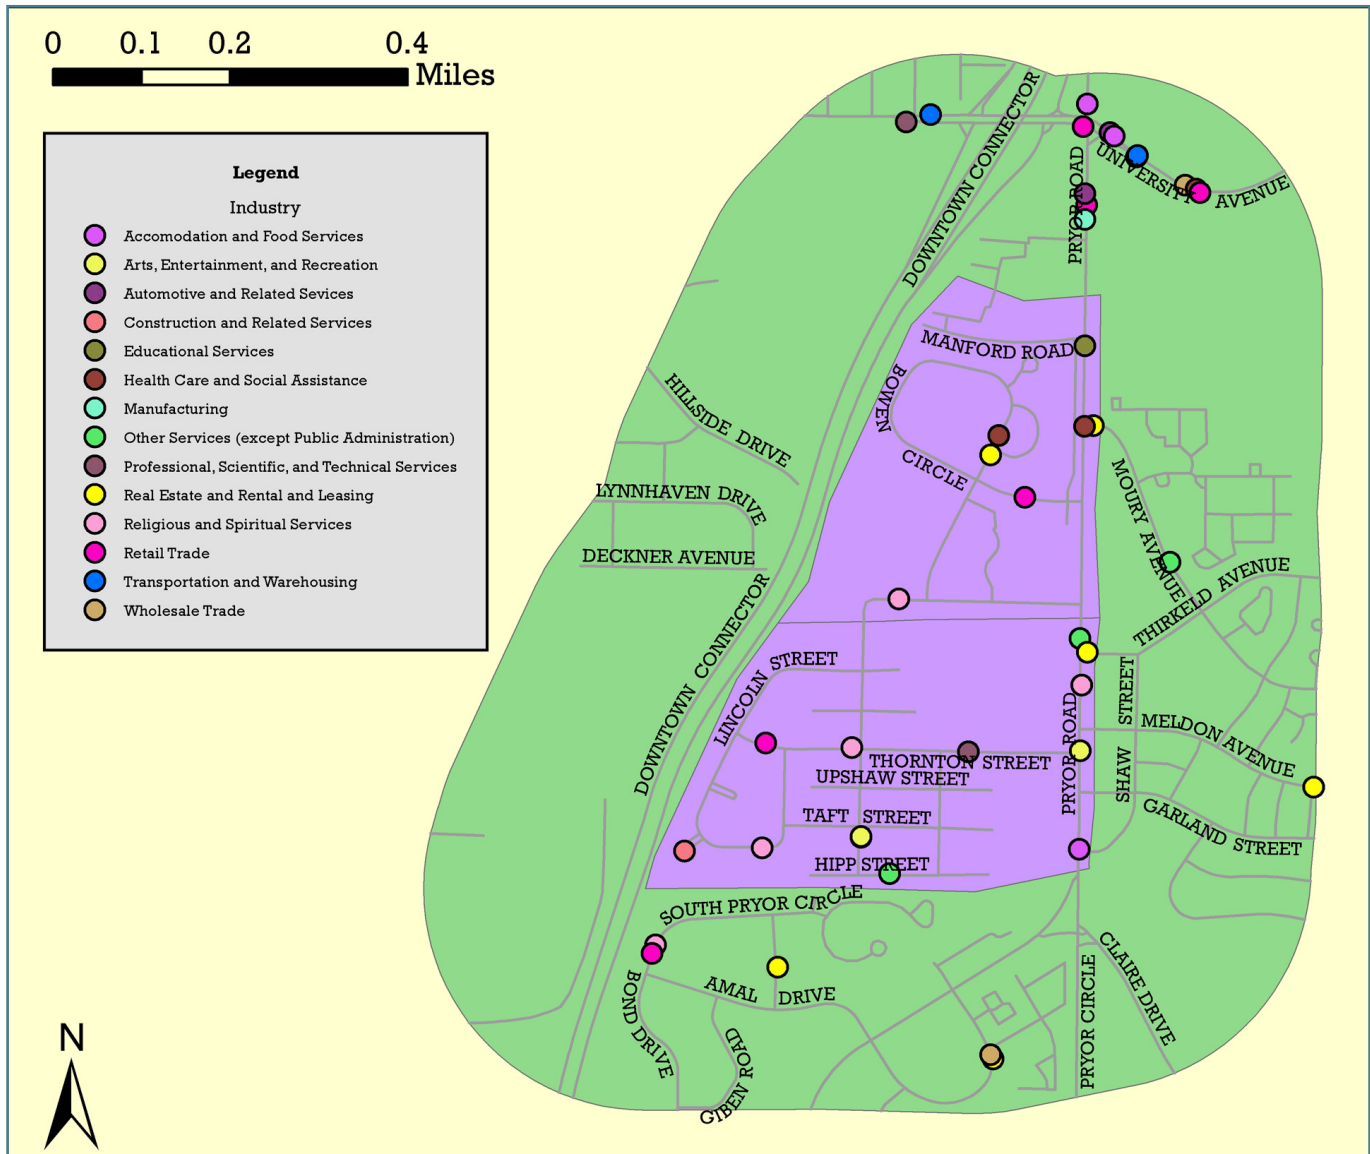 0 0.1 0.2 0.4
Miles
Legend
Industry
Accomodation and Food Services
Arts, Entertainment, and Recreation
Automotive and Related Sevices
Construction and Related Services
Educational Services
Health Care and Social Assistance
Manufacturing
Other Services (except Public Administration)
Professional, Scientific, and Technical Services
Real Estate and Rental and Leasing
Religious and Spiritual Services
Retail Trade
Transportation and Warehousing
Wholesale Trade
N
DOWNTOWN CONNECTOR
PRYOR ROAD
UNIVERSITY AVENUE
MANFORD ROAD
BOWEN CIRCLE
HILLSIDE DRIVE
LYNNHAVEN DRIVE
DECKNER AVENUE
MOURY AVENUE
THIRKELD AVENUE
DOWNTOWN CONNECTOR
LINCOLN STREET
PRYOR ROAD
SHAW STREET
MELDON AVENUE
THORNTON STREET
UPSHAW STREET
TAFT STREET
GARLAND STREET
HIPP STREET
SOUTH PRYOR CIRCLE
BOND DRIVE
AMAL DRIVE
GIBEN ROAD
PRYOR CIRCLE
CLAIRE DRIVE